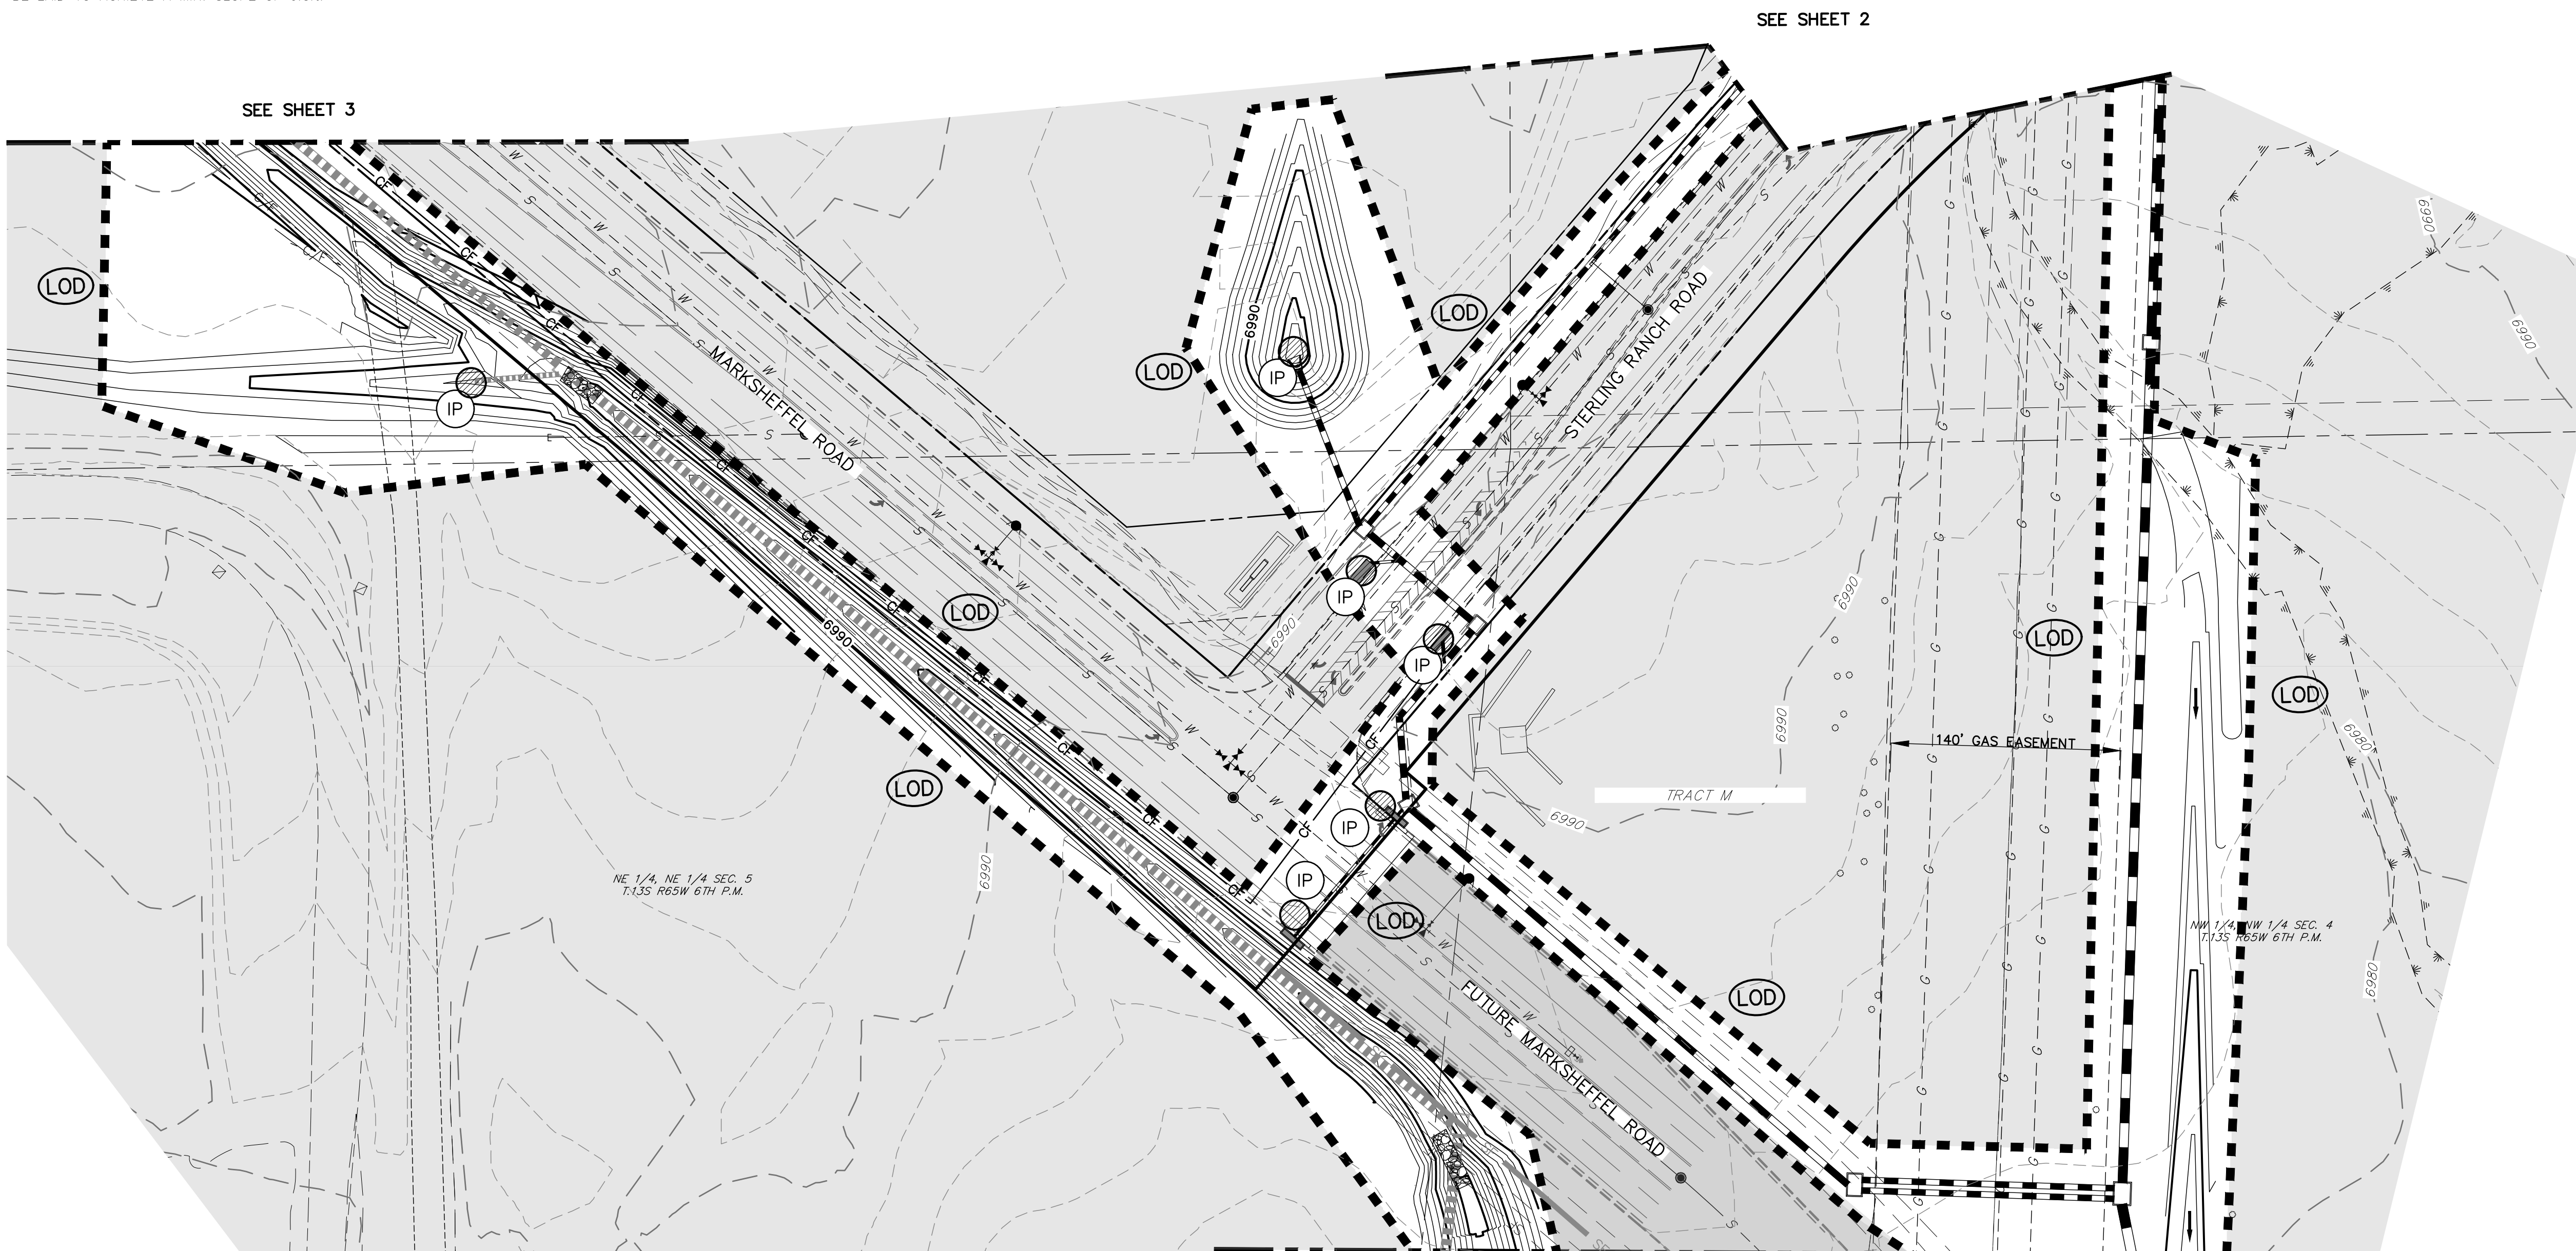 SEE SHEET 2
SEE SHEET 3
LOD
MARKSHEFFEL ROAD
6990
IP
LOD
LOD
IP
STERLING RANCH ROAD
6960
6990
LOD
6990
IP
6990
IP
6990
6990
LOD
LOD
6980
140' GAS EASEMENT
6990
LOD
TRACT M
6990
IP
IP
NE 1/4, NE 1/4 SEC. 5
T.13S R65W 6TH P.M.
6990
LOD
NW 1/4, NW 1/4 SEC. 4
T.13S R65W 6TH P.M.
6980
LOD
FUTURE MARKSHEFFEL ROAD